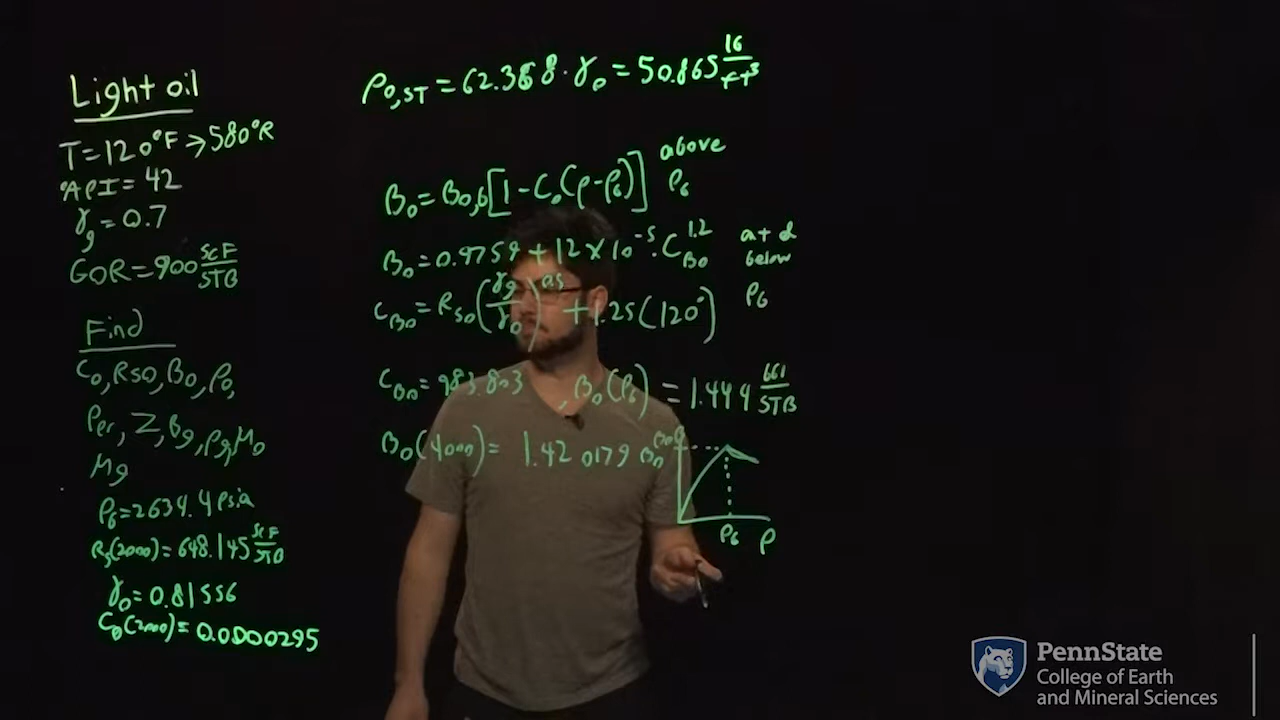 Light oil
T=120°F→580°R
°API=42
γg=0.7
GOR=900 SCF/STB
Find
Co, Rso, Bo, ρo,
Per, Z, Bg, ρg, μo
μg
P6=2634.4 Psia
Rs(2000)=648.145 SCF/STB
γo=0.81556
Co(2000)=0.0000295
ρo,ST=62.368·γo=50.865 lb/ft³
Bo=Bo,b[1-Co(P-Pb)] above Pb
Bo=0.9759+12×10⁻⁵·CBo^1.2 at & below Pb
CBo=Rso(γg/γo)^0.5+1.25(120°)
CBo=983.803, Bo(Pb)=1.444 bbl/STB
Bo(4000)=1.420179
Bo
Pb P
PennState
College of Earth
and Mineral Sciences